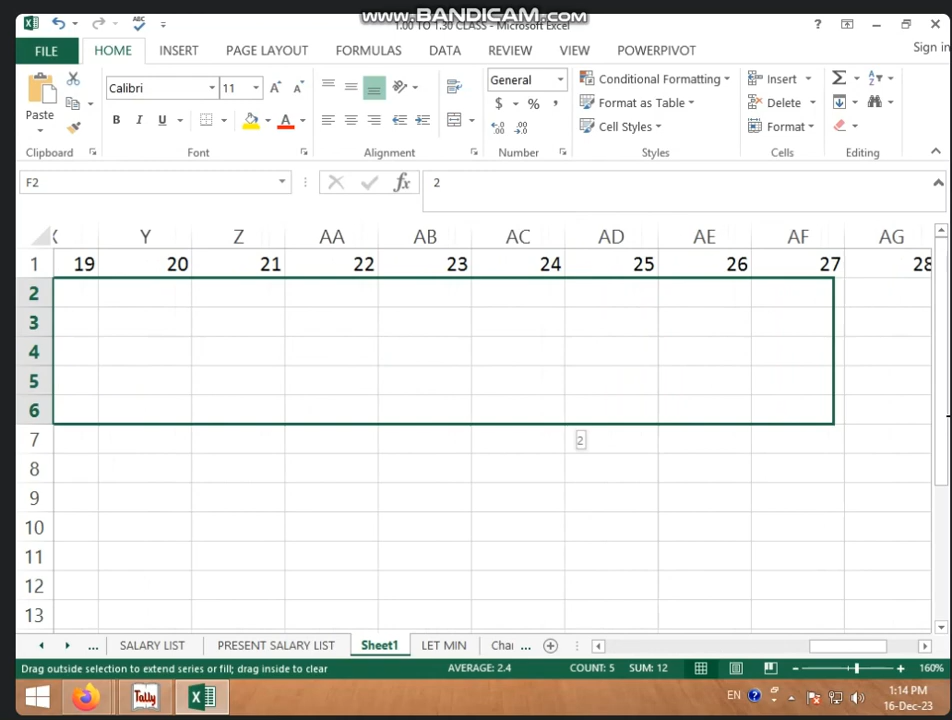 www.BANDICAM.com
1.00 TO 1.30 CLASS - Microsoft Excel
?
Sign in
FILE HOME INSERT PAGE LAYOUT FORMULAS DATA REVIEW VIEW POWERPIVOT
Paste
Calibri 11
B I U A
General
$ % ,
Conditional Formatting
Format as Table
Cell Styles
Insert
Delete
Format
Clipboard Font Alignment Number Styles Cells Editing
F2 fx 2
X Y Z AA AB AC AD AE AF AG
1 19 20 21 22 23 24 25 26 27 28
2
3
4
5
6
7 2
8
9
10
11
12
13
... SALARY LIST PRESENT SALARY LIST Sheet1 LET MIN Cha ...
Drag outside selection to extend series or fill; drag inside to clear AVERAGE: 2.4 COUNT: 5 SUM: 12 160%
Tally EN 1:14 PM
16-Dec-23